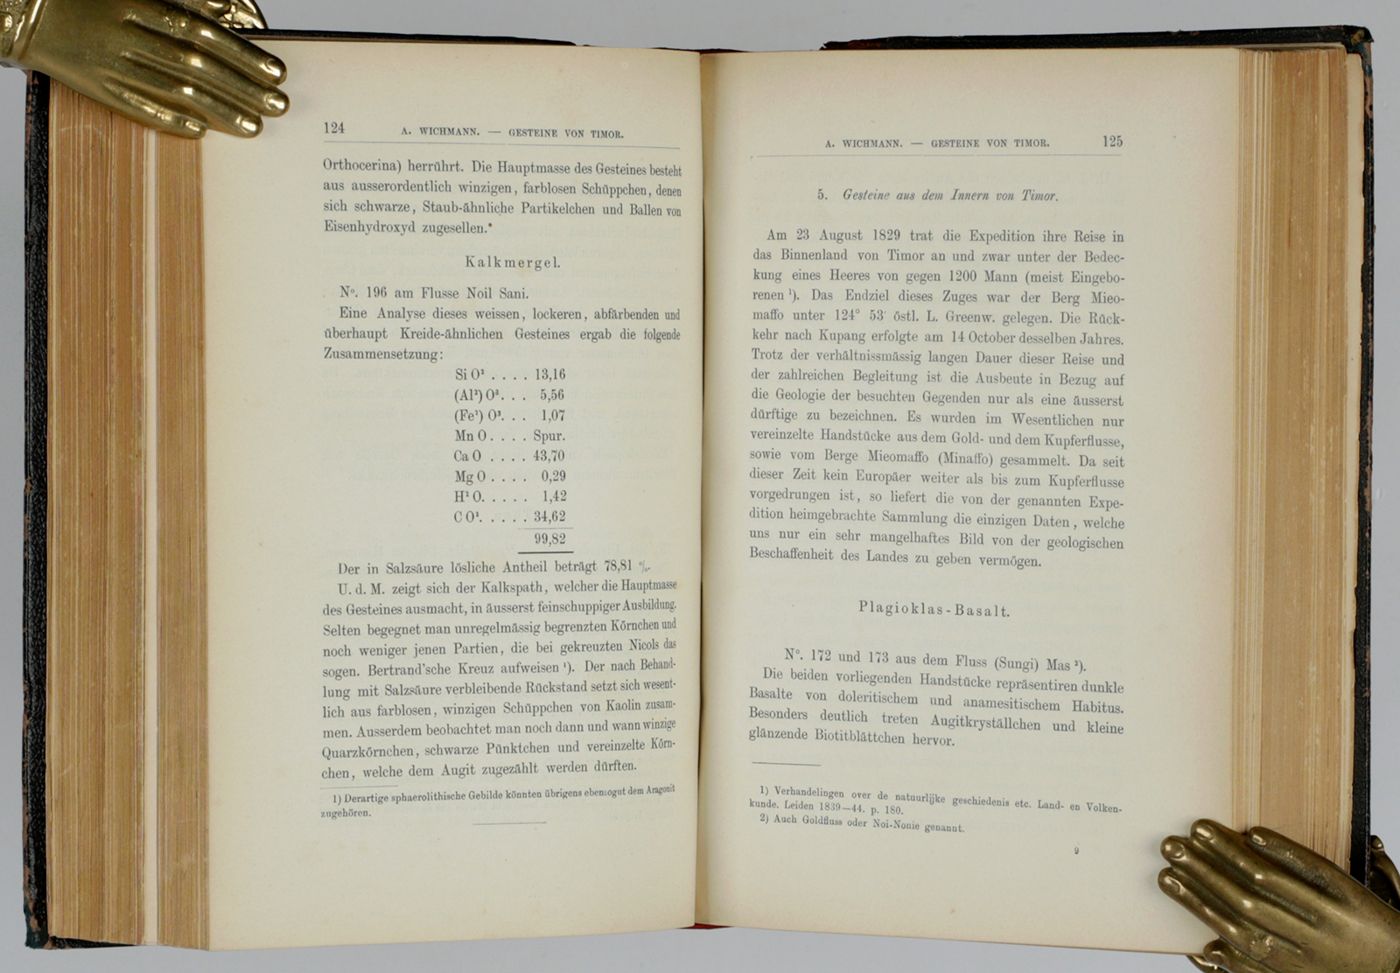 124 A. WICHMANN. — GESTEINE VON TIMOR.
Orthocerina) herrührt. Die Hauptmasse des Gesteines besteht
aus ausserordentlich winzigen, farblosen Schüppchen, denen
sich schwarze, Staub-ähnliche Partikelchen und Ballen von
Eisenhydroxyd zugesellen.
Kalkmergel.
N°. 196 am Flusse Noil Sani.
Eine Analyse dieses weissen, lockeren, abfärbenden und
überhaupt Kreide-ähnlichen Gesteines ergab die folgende
Zusammensetzung:
Si O² . . . . 13,16
(Al²) O³. . . 5,56
(Fe²) O³. . . 1,07
Mn O. . . . Spur.
Ca O . . . . 43,70
Mg O . . . . 0,29
H² O. . . . . 1,42
C O². . . . . 34,62
99,82
Der in Salzsäure lösliche Antheil beträgt 78,81 %.
U. d. M. zeigt sich der Kalkspath, welcher die Hauptmasse
des Gesteines ausmacht, in äusserst feinschuppiger Ausbildung.
Selten begegnet man unregelmässig begrenzten Körnchen und
noch weniger jenen Partien, die bei gekreuzten Nicols das
sogen. Bertrand'sche Kreuz aufweisen ¹). Der nach Behand-
lung mit Salzsäure verbleibende Rückstand setzt sich wesent-
lich aus farblosen, winzigen Schüppchen von Kaolin zusam-
men. Ausserdem beobachtet man noch dann und wann winzige
Quarzkörnchen, schwarze Pünktchen und vereinzelte Körn-
chen, welche dem Augit zugezählt werden dürften.
1) Derartige sphaerolithische Gebilde könnten übrigens ebensogut dem Aragonit
zugehören.
A. WICHMANN. — GESTEINE VON TIMOR. 125
5. Gesteine aus dem Innern von Timor.
Am 23 August 1829 trat die Expedition ihre Reise in
das Binnenland von Timor an und zwar unter der Bedec-
kung eines Heeres von gegen 1200 Mann (meist Eingebo-
renen ¹). Das Endziel dieses Zuges war der Berg Mieo-
maffo unter 124° 53' östl. L. Greenw. gelegen. Die Rück-
kehr nach Kupang erfolgte am 14 October desselben Jahres.
Trotz der verhältnissmässig langen Dauer dieser Reise und
der zahlreichen Begleitung ist die Ausbeute in Bezug auf
die Geologie der besuchten Gegenden nur als eine äusserst
dürftige zu bezeichnen. Es wurden im Wesentlichen nur
vereinzelte Handstücke aus dem Gold- und dem Kupferflusse,
sowie vom Berge Mieomaffo (Minaffo) gesammelt. Da seit
dieser Zeit kein Europäer weiter als bis zum Kupferflusse
vorgedrungen ist, so liefert die von der genannten Expe-
dition heimgebrachte Sammlung die einzigen Daten, welche
uns nur ein sehr mangelhaftes Bild von der geologischen
Beschaffenheit des Landes zu geben vermögen.
Plagioklas-Basalt.
N°. 172 und 173 aus dem Fluss (Sungi) Mas ²).
Die beiden vorliegenden Handstücke repräsentiren dunkle
Basalte von doleritischem und anamesitischem Habitus.
Besonders deutlich treten Augitkryställchen und kleine
glänzende Biotitblättchen hervor.
1) Verhandelingen over de natuurlijke geschiedenis etc. Land- en Volken-
kunde. Leiden 1839—44. p. 180.
2) Auch Goldfluss oder Noi-Nonie genannt.
9